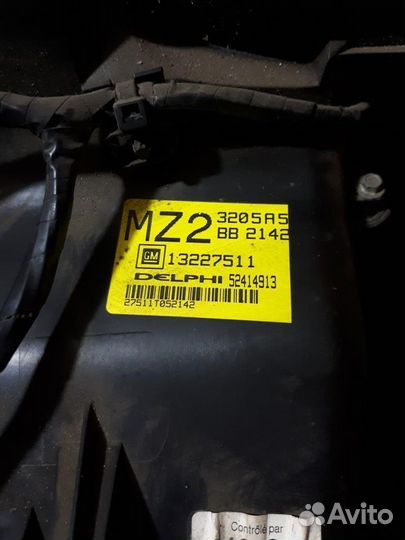 MZ2
3205A5
BB 2142
GM 13227511
DELPHI 52414913
27511T052142
Contrôlé par
Avito